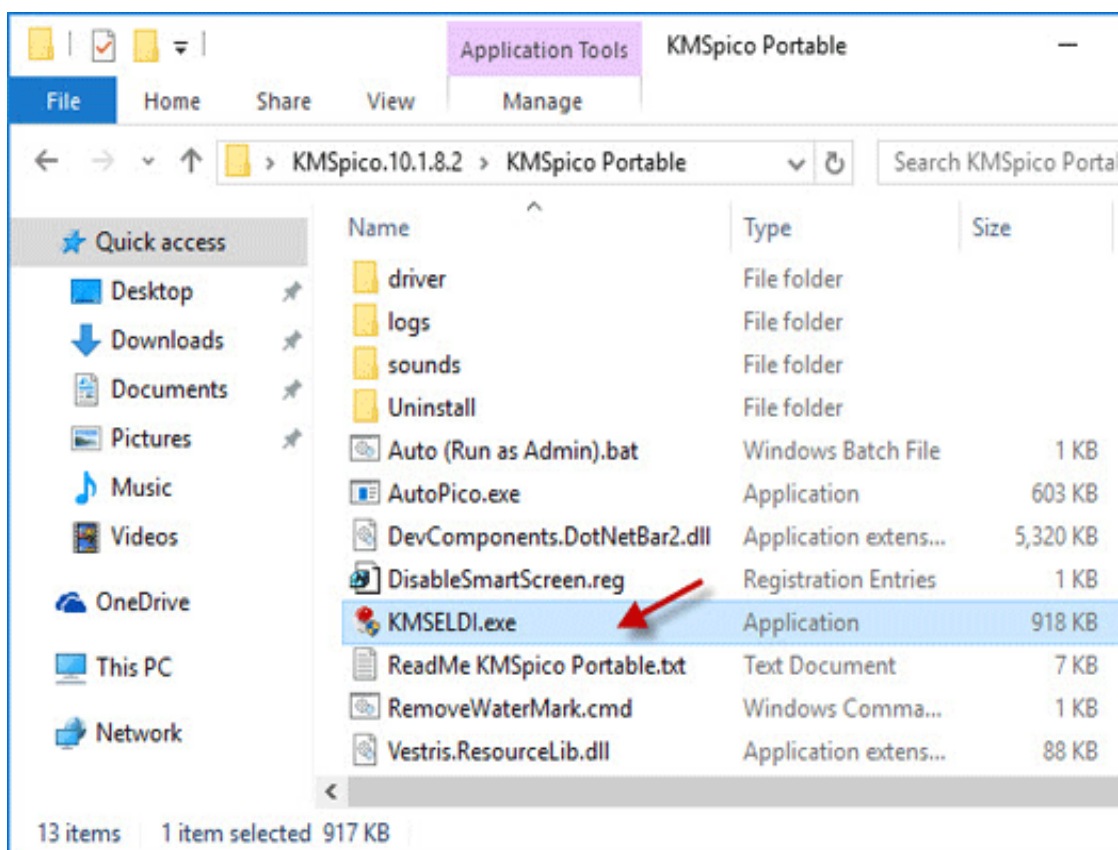 Application Tools KMSpico Portable
File Home Share View Manage
KMSpico.10.1.8.2 > KMSpico Portable Search KMSpico Portal
Quick access
Desktop
Downloads
Documents
Pictures
Music
Videos
OneDrive
This PC
Network
Name Type Size
driver File folder
logs File folder
sounds File folder
Uninstall File folder
Auto (Run as Admin).bat Windows Batch File 1 KB
AutoPico.exe Application 603 KB
DevComponents.DotNetBar2.dll Application extens... 5,320 KB
DisableSmartScreen.reg Registration Entries 1 KB
KMSELDI.exe Application 918 KB
ReadMe KMSpico Portable.txt Text Document 7 KB
RemoveWaterMark.cmd Windows Comma... 1 KB
Vestris.ResourceLib.dll Application extens... 88 KB
13 items 1 item selected 917 KB